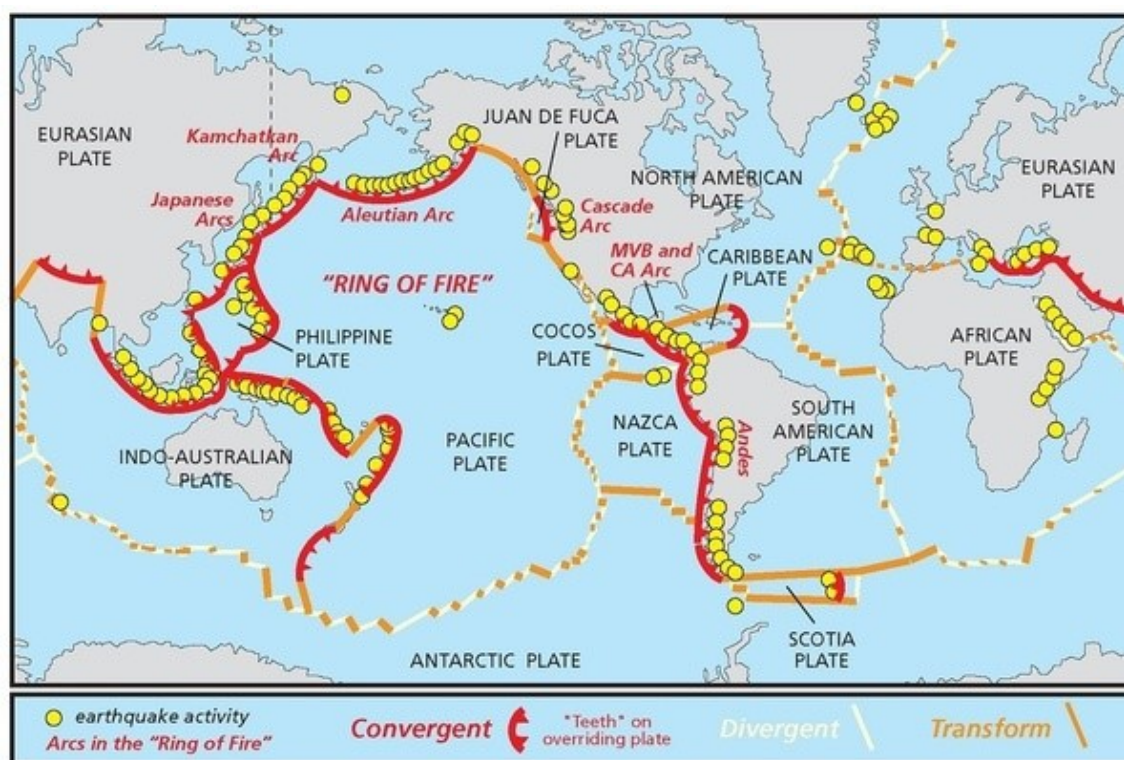 EURASIAN
PLATE
Kamchatkan
Arc
Japanese
Arcs
Aleutian Arc
JUAN DE FUCA
PLATE
NORTH AMERICAN
PLATE
EURASIAN
PLATE
Cascade
Arc
MVB and
CA Arc
CARIBBEAN
PLATE
"RING OF FIRE"
PHILIPPINE
PLATE
COCOS
PLATE
AFRICAN
PLATE
INDO-AUSTRALIAN
PLATE
PACIFIC
PLATE
NAZCA
PLATE
Andes
SOUTH
AMERICAN
PLATE
SCOTIA
PLATE
ANTARCTIC PLATE
earthquake activity
Arcs in the "Ring of Fire"
Convergent
"Teeth" on
overriding plate
Divergent
Transform